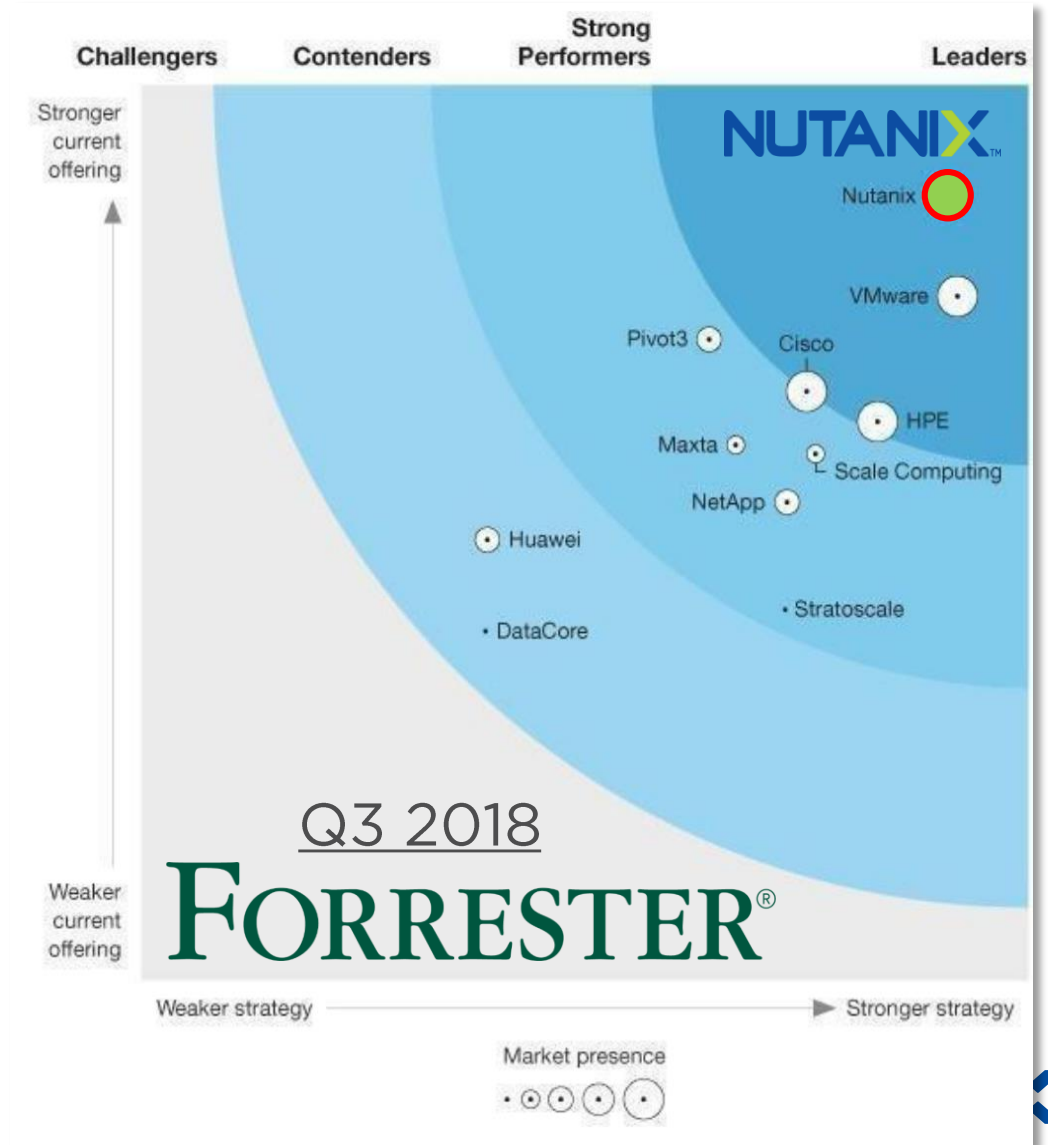 Challengers
Contenders
Strong
Performers
Leaders
Stronger
current
offering
NUTANIX™
Nutanix
VMware
Pivot3
Cisco
HPE
Maxta
Scale Computing
NetApp
Huawei
Stratoscale
DataCore
Q3 2018
Weaker
current
offering
FORRESTER®
Weaker strategy
Stronger strategy
Market presence